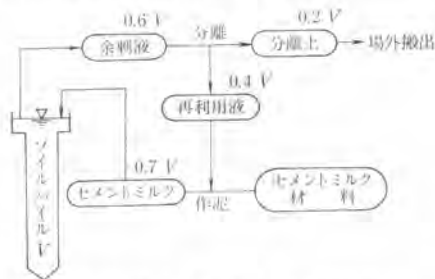 0.6 V
余剰液
分離
0.2 V
分離土
場外搬出
0.4 V
再利用液
ソイルパイル V
0.7 V
セメントミルク
作泥
セメントミルク
材 料